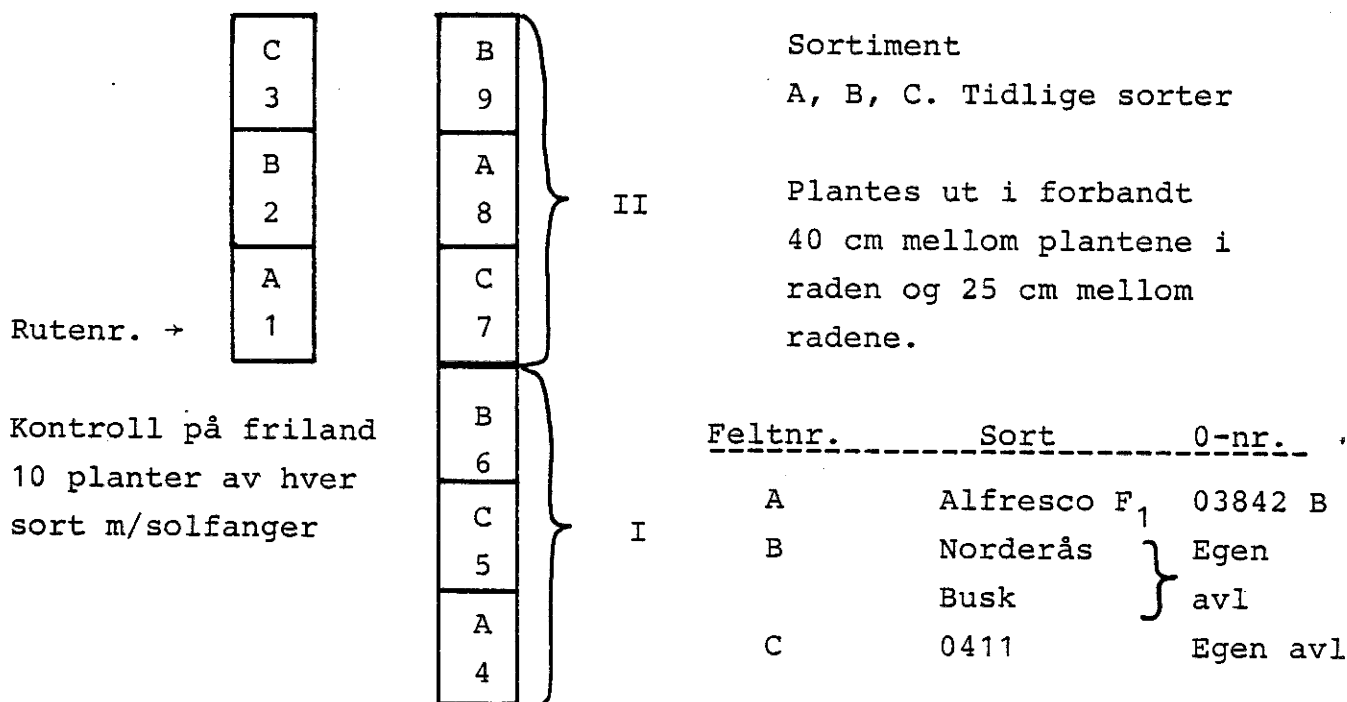 C
3
B
2
A
1
Rutenr. →
Kontroll på friland
10 planter av hver
sort m/solfanger
B
9
A
8
C
7
II
B
6
C
5
A
4
I
Sortiment
A, B, C. Tidlige sorter
Plantes ut i forbandt
40 cm mellom plantene i
raden og 25 cm mellom
radene.
Feltnr. Sort 0-nr.
A Alfresco F1 03842 B
B Norderås Egen
Busk avl
C 0411 Egen avl